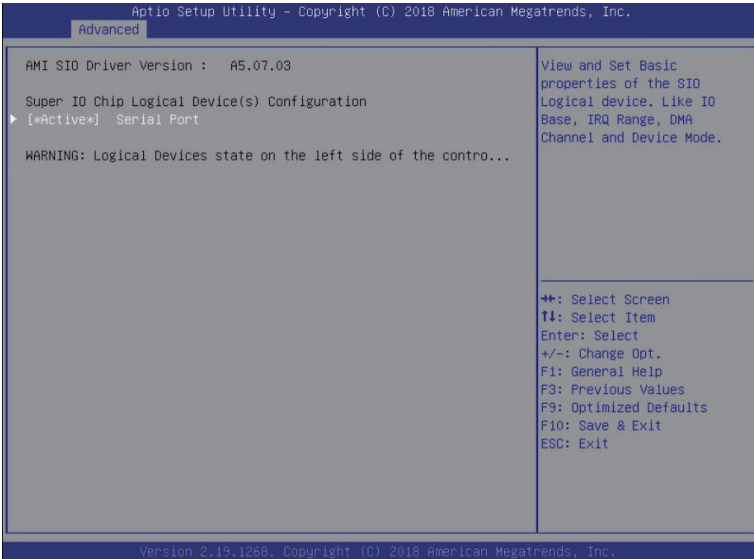 Aptio Setup Utility – Copyright (C) 2018 American Megatrends, Inc.
Advanced
AMI SIO Driver Version :   A5.07.03
Super IO Chip Logical Device(s) Configuration
[*Active*]  Serial Port
WARNING: Logical Devices state on the left side of the contro...
View and Set Basic
properties of the SIO
Logical device. Like IO
Base, IRQ Range, DMA
Channel and Device Mode.
→←: Select Screen
↑↓: Select Item
Enter: Select
+/-: Change Opt.
F1: General Help
F3: Previous Values
F9: Optimized Defaults
F10: Save & Exit
ESC: Exit
Version 2.19.1268. Copyright (C) 2018 American Megatrends, Inc.